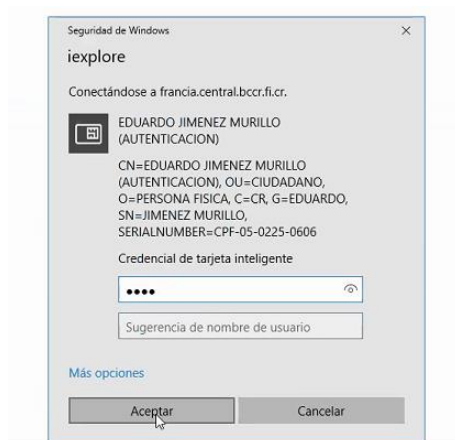 Seguridad de Windows
iexplore
Conectándose a francia.central.bccr.fi.cr.
EDUARDO JIMENEZ MURILLO
(AUTENTICACION)
CN=EDUARDO JIMENEZ MURILLO
(AUTENTICACION), OU=CIUDADANO,
O=PERSONA FISICA, C=CR, G=EDUARDO,
SN=JIMENEZ MURILLO,
SERIALNUMBER=CPF-05-0225-0606
Credencial de tarjeta inteligente
••••
Sugerencia de nombre de usuario
Más opciones
Aceptar Cancelar